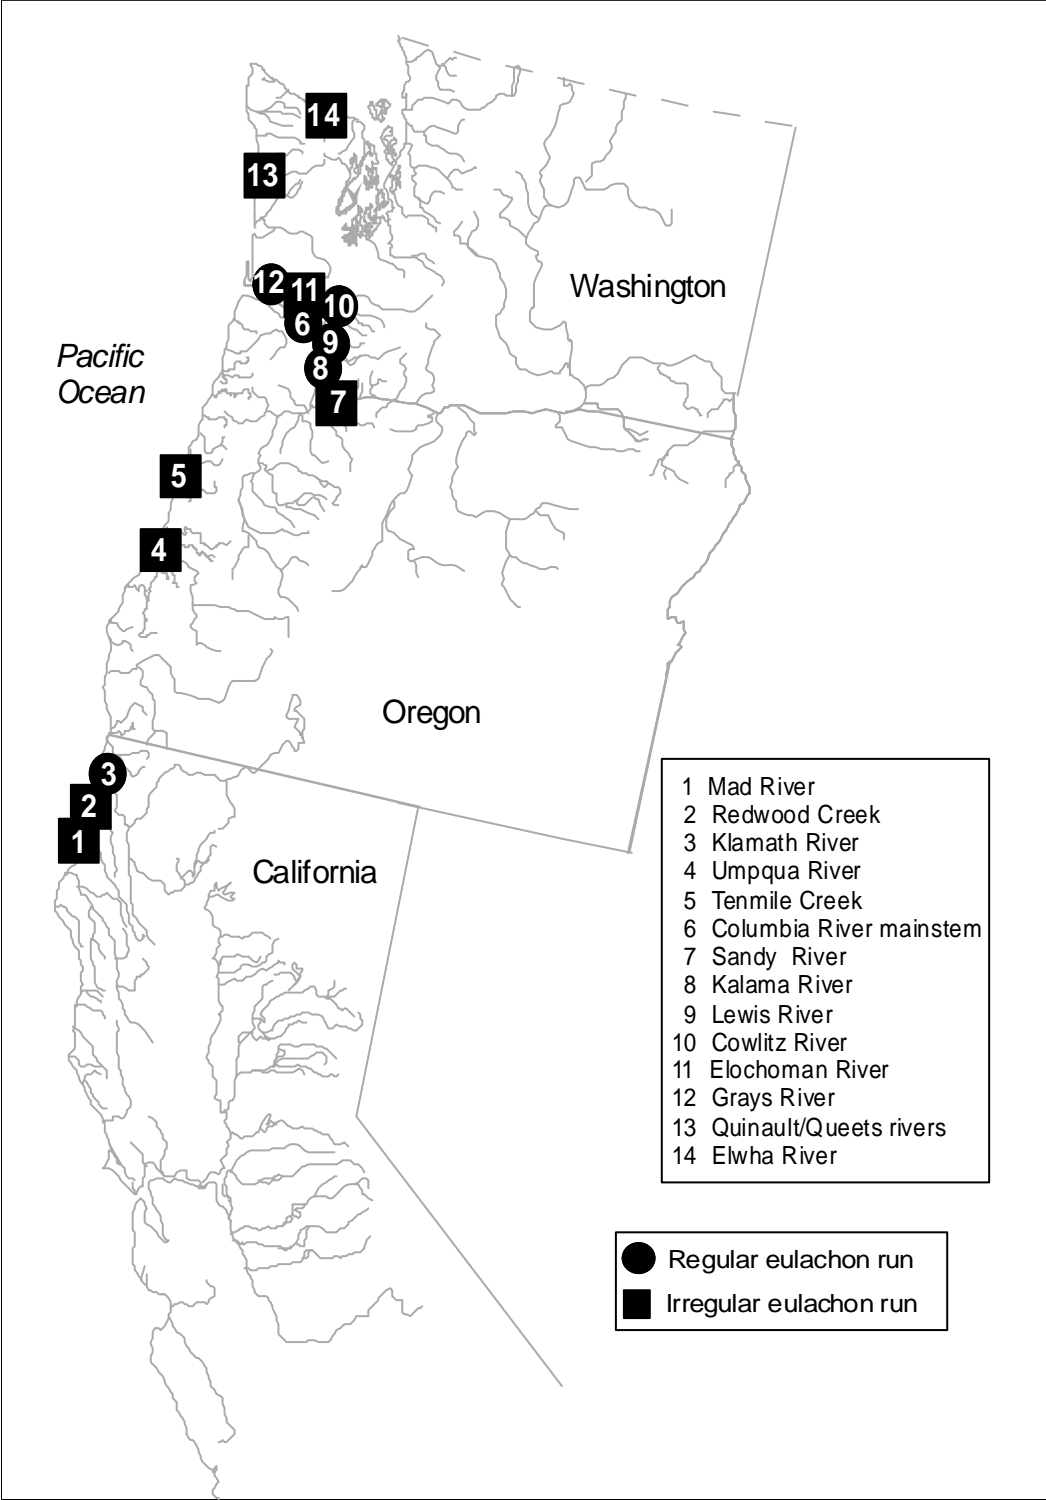 14
13
Washington
12
11
10
6
9
8
7
Pacific
Ocean
5
4
Oregon
3
2
1
California
1 Mad River
2 Redwood Creek
3 Klamath River
4 Umpqua River
5 Tenmile Creek
6 Columbia River mainstem
7 Sandy River
8 Kalama River
9 Lewis River
10 Cowlitz River
11 Elochoman River
12 Grays River
13 Quinault/Queets rivers
14 Elwha River
Regular eulachon run
Irregular eulachon run